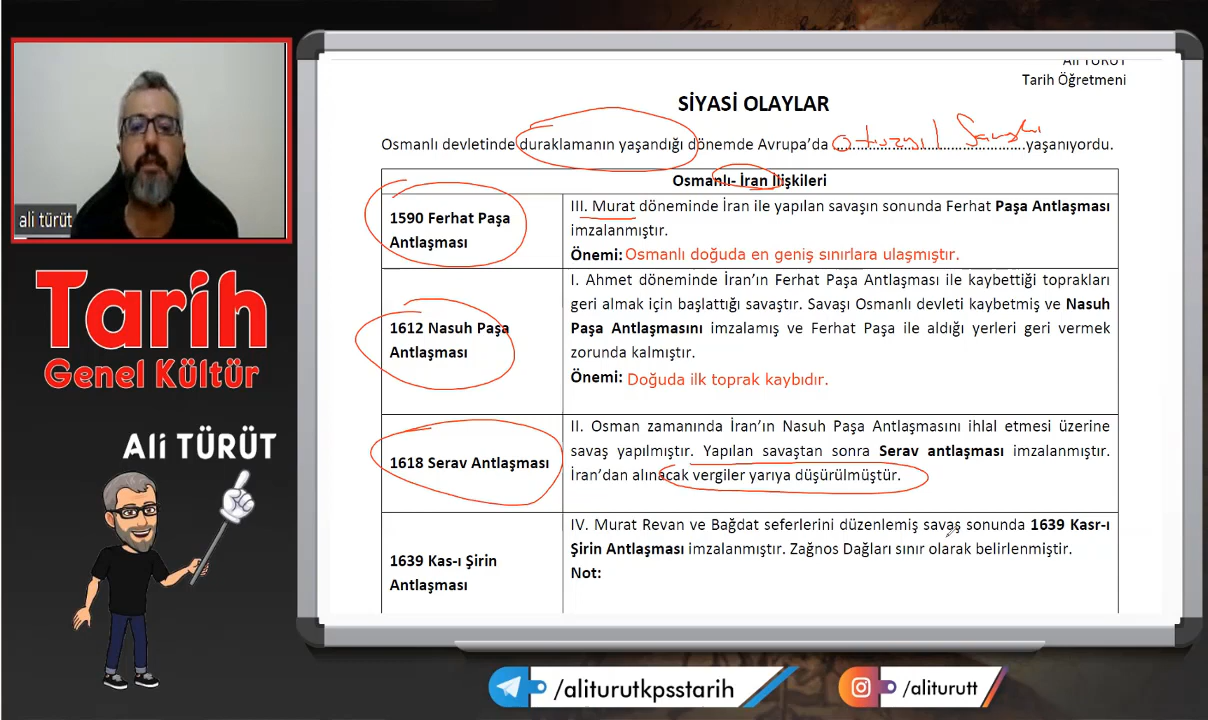 ali türüt
Tarih
Genel Kültür
Ali TÜRÜT
Ali TÜRÜT
Tarih Öğretmeni
SİYASİ OLAYLAR
Osmanlı devletinde duraklamanın yaşandığı dönemde Avrupa’da otuzyıl Savaşı yaşanıyordu.
Osmanlı- İran İlişkileri
1590 Ferhat Paşa
Antlaşması
III. Murat döneminde İran ile yapılan savaşın sonunda Ferhat Paşa Antlaşması
imzalanmıştır.
Önemi: Osmanlı doğuda en geniş sınırlara ulaşmıştır.
1612 Nasuh Paşa
Antlaşması
I. Ahmet döneminde İran’ın Ferhat Paşa Antlaşması ile kaybettiği toprakları
geri almak için başlattığı savaştır. Savaşı Osmanlı devleti kaybetmiş ve Nasuh
Paşa Antlaşmasını imzalamış ve Ferhat Paşa ile aldığı yerleri geri vermek
zorunda kalmıştır.
Önemi: Doğuda ilk toprak kaybıdır.
1618 Serav Antlaşması
II. Osman zamanında İran’ın Nasuh Paşa Antlaşmasını ihlal etmesi üzerine
savaş yapılmıştır. Yapılan savaştan sonra Serav antlaşması imzalanmıştır.
İran’dan alınacak vergiler yarıya düşürülmüştür.
1639 Kas-ı Şirin
Antlaşması
IV. Murat Revan ve Bağdat seferlerini düzenlemiş savaş sonunda 1639 Kasr-ı
Şirin Antlaşması imzalanmıştır. Zağnos Dağları sınır olarak belirlenmiştir.
Not:
/aliturutkpsstarih
/aliturutt